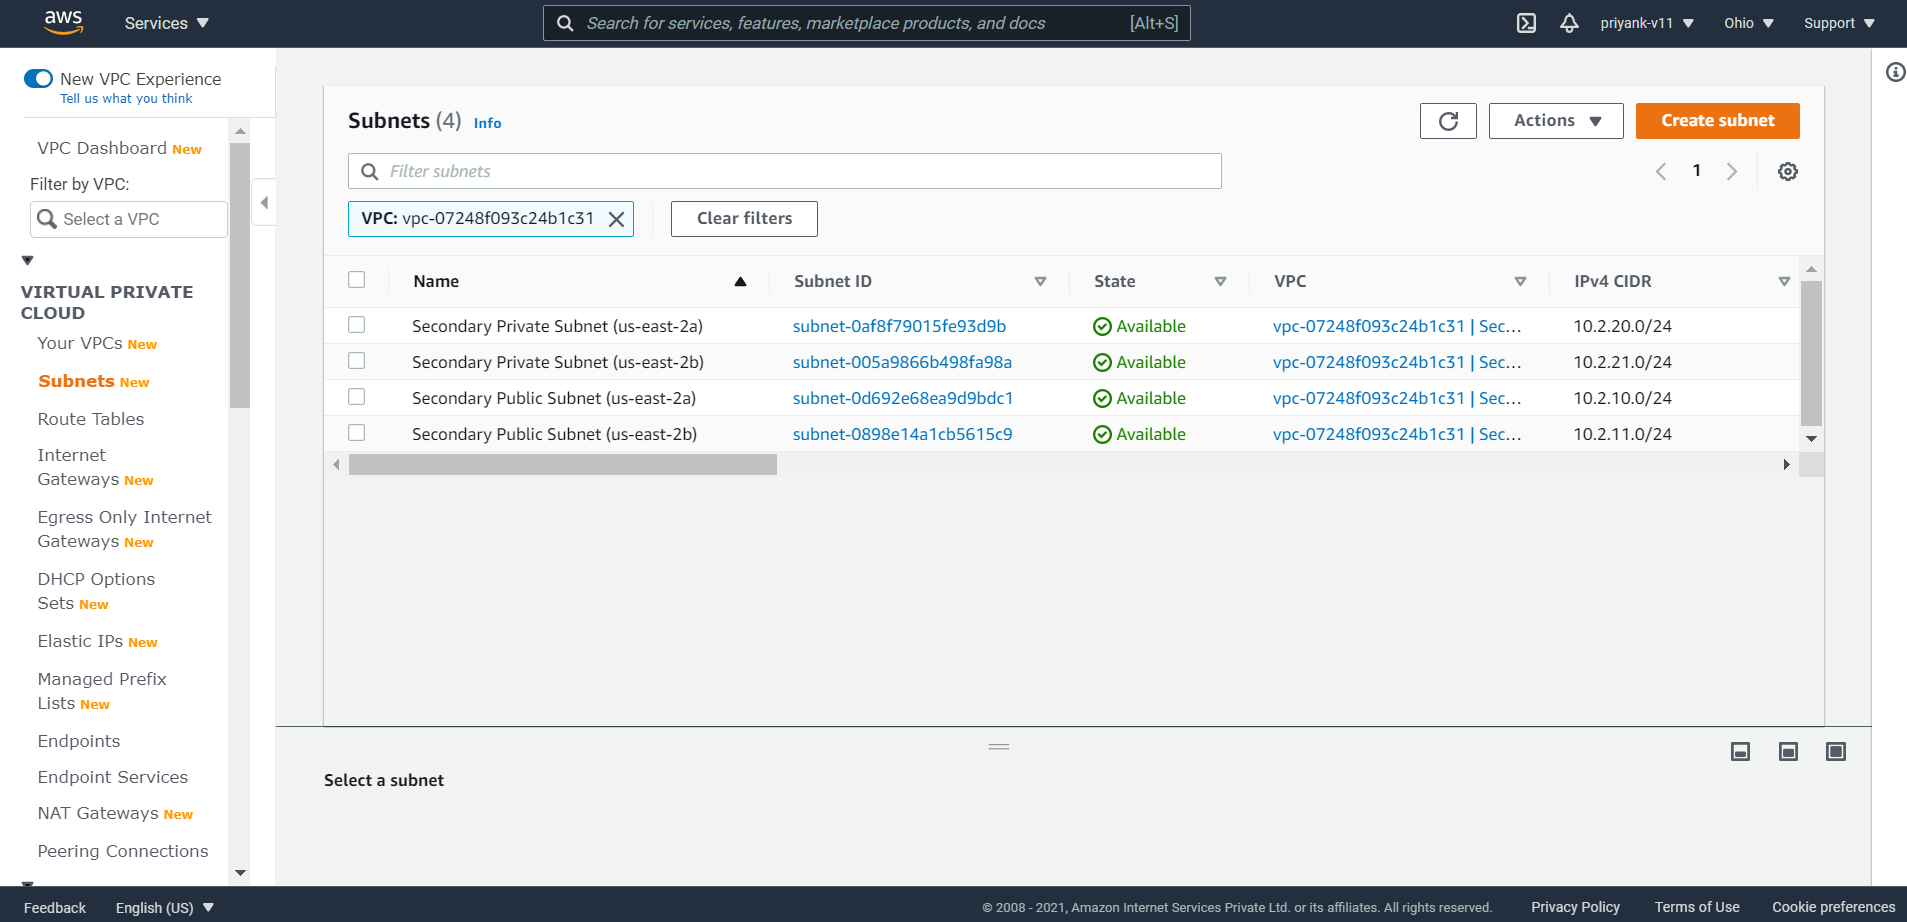 aws
Services
Search for services, features, marketplace products, and docs
[Alt+S]
priyank-v11
Ohio
Support
New VPC Experience
Tell us what you think
VPC Dashboard New
Filter by VPC:
Select a VPC
VIRTUAL PRIVATE
CLOUD
Your VPCs New
Subnets New
Route Tables
Internet
Gateways New
Egress Only Internet
Gateways New
DHCP Options
Sets New
Elastic IPs New
Managed Prefix
Lists New
Endpoints
Endpoint Services
NAT Gateways New
Peering Connections
Subnets (4) Info
Actions
Create subnet
Filter subnets
1
VPC: vpc-07248f093c24b1c31
Clear filters
Name Subnet ID State VPC IPv4 CIDR
Secondary Private Subnet (us-east-2a) subnet-0af8f79015fe93d9b Available vpc-07248f093c24b1c31 | Sec... 10.2.20.0/24
Secondary Private Subnet (us-east-2b) subnet-005a9866b498fa98a Available vpc-07248f093c24b1c31 | Sec... 10.2.21.0/24
Secondary Public Subnet (us-east-2a) subnet-0d692e68ea9d9bdc1 Available vpc-07248f093c24b1c31 | Sec... 10.2.10.0/24
Secondary Public Subnet (us-east-2b) subnet-0898e14a1cb5615c9 Available vpc-07248f093c24b1c31 | Sec... 10.2.11.0/24
Select a subnet
Feedback
English (US)
© 2008 - 2021, Amazon Internet Services Private Ltd. or its affiliates. All rights reserved.
Privacy Policy
Terms of Use
Cookie preferences